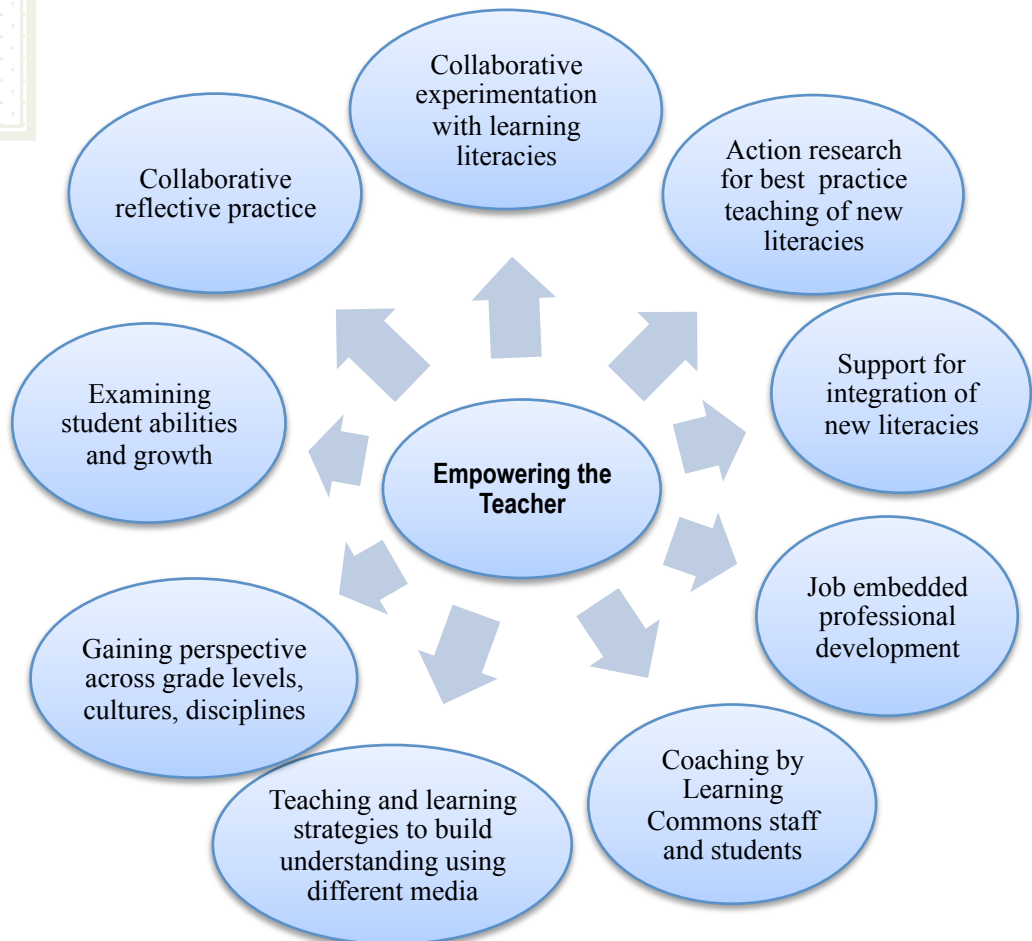 Collaborative
experimentation
with learning
literacies
Action research
for best practice
teaching of new
literacies
Support for
integration of
new literacies
Job embedded
professional
development
Coaching by
Learning
Commons staff
and students
Teaching and learning
strategies to build
understanding using
different media
Gaining perspective
across grade levels,
cultures, disciplines
Examining
student abilities
and growth
Collaborative
reflective practice
Empowering the
Teacher